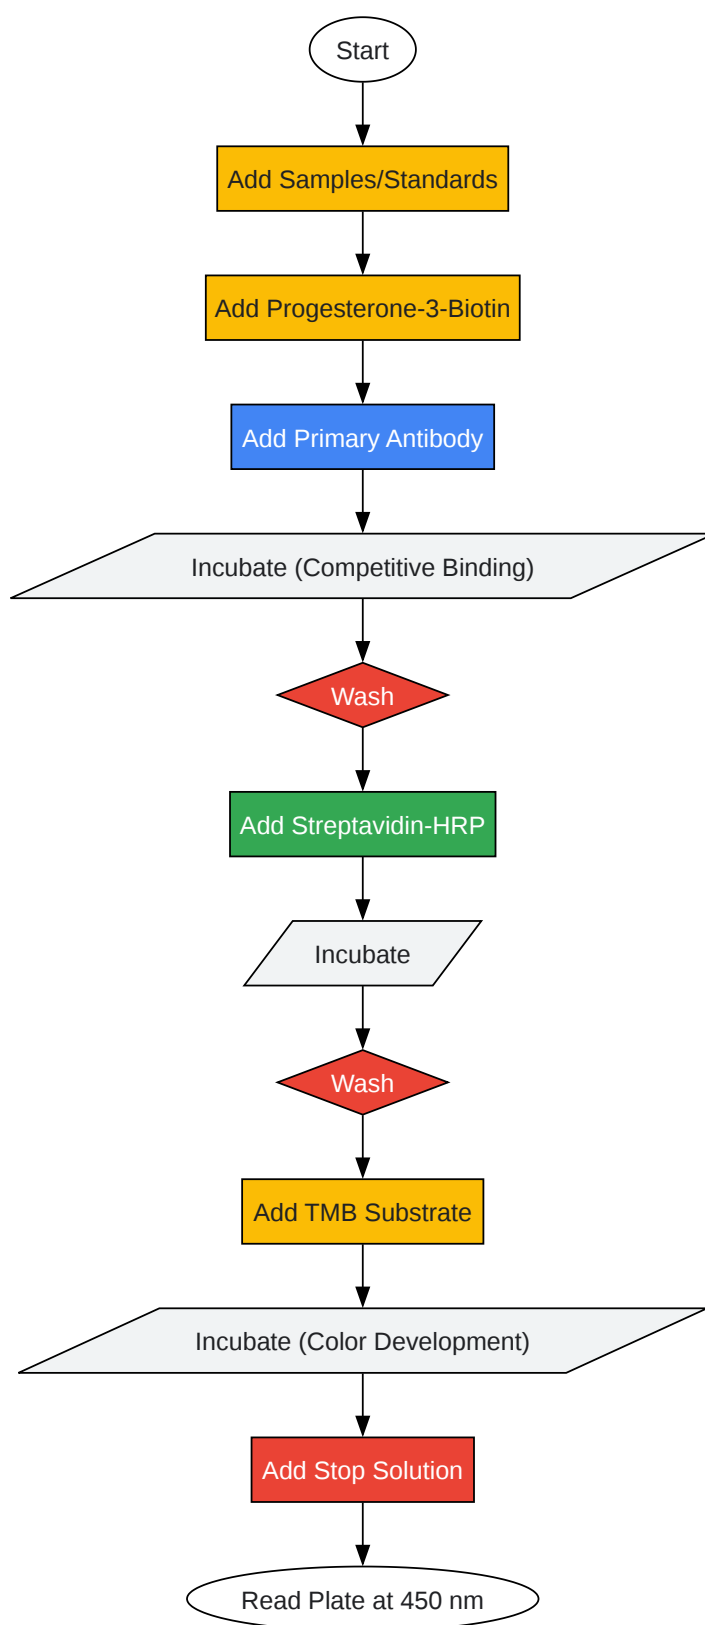 Start
Add Samples/Standards
Add Progesterone-3-Biotin
Add Primary Antibody
Incubate (Competitive Binding)
Wash
Add Streptavidin-HRP
Incubate
Wash
Add TMB Substrate
Incubate (Color Development)
Add Stop Solution
Read Plate at 450 nm